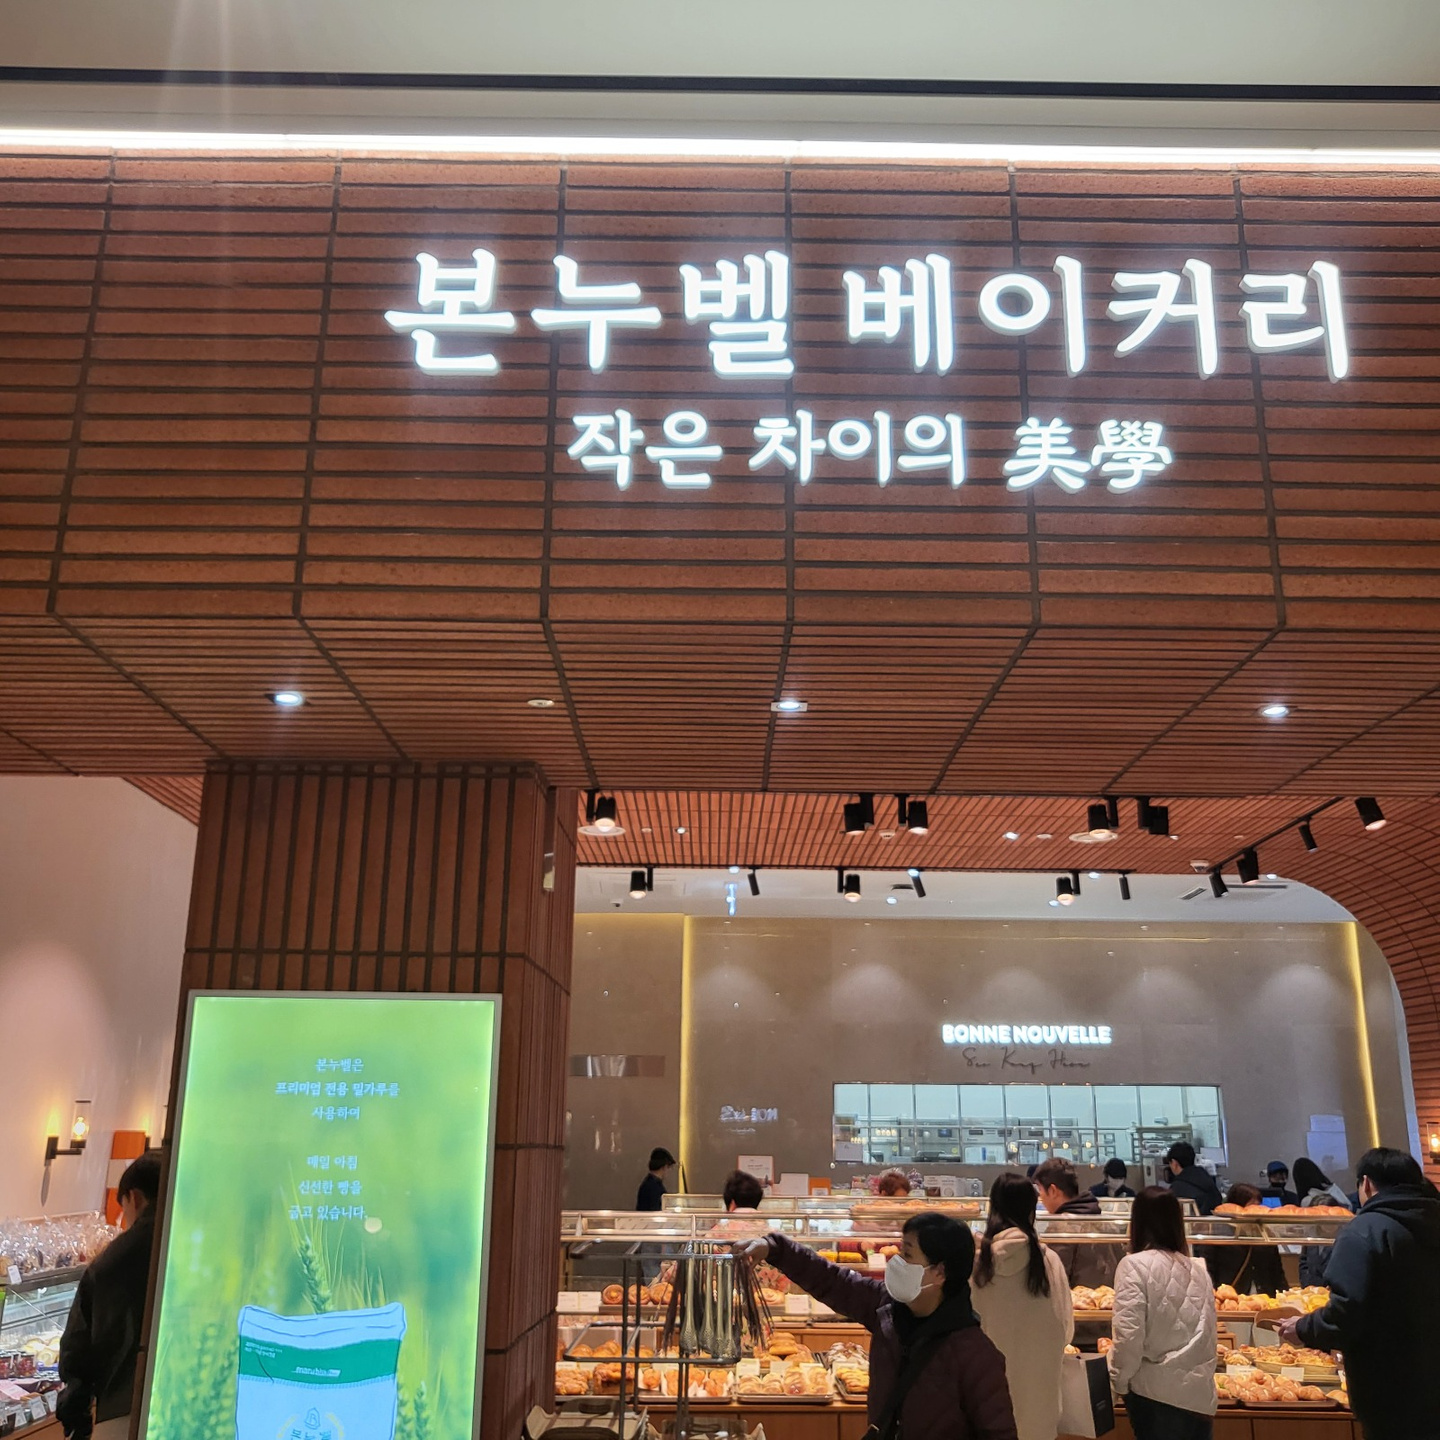 본누벨 베이커리
작은 차이의 美學
BONNE NOUVELLE
본누벨은
프리미엄 전용 밀가루를
사용하여
매일 아침
신선한 빵을
굽고 있습니다.